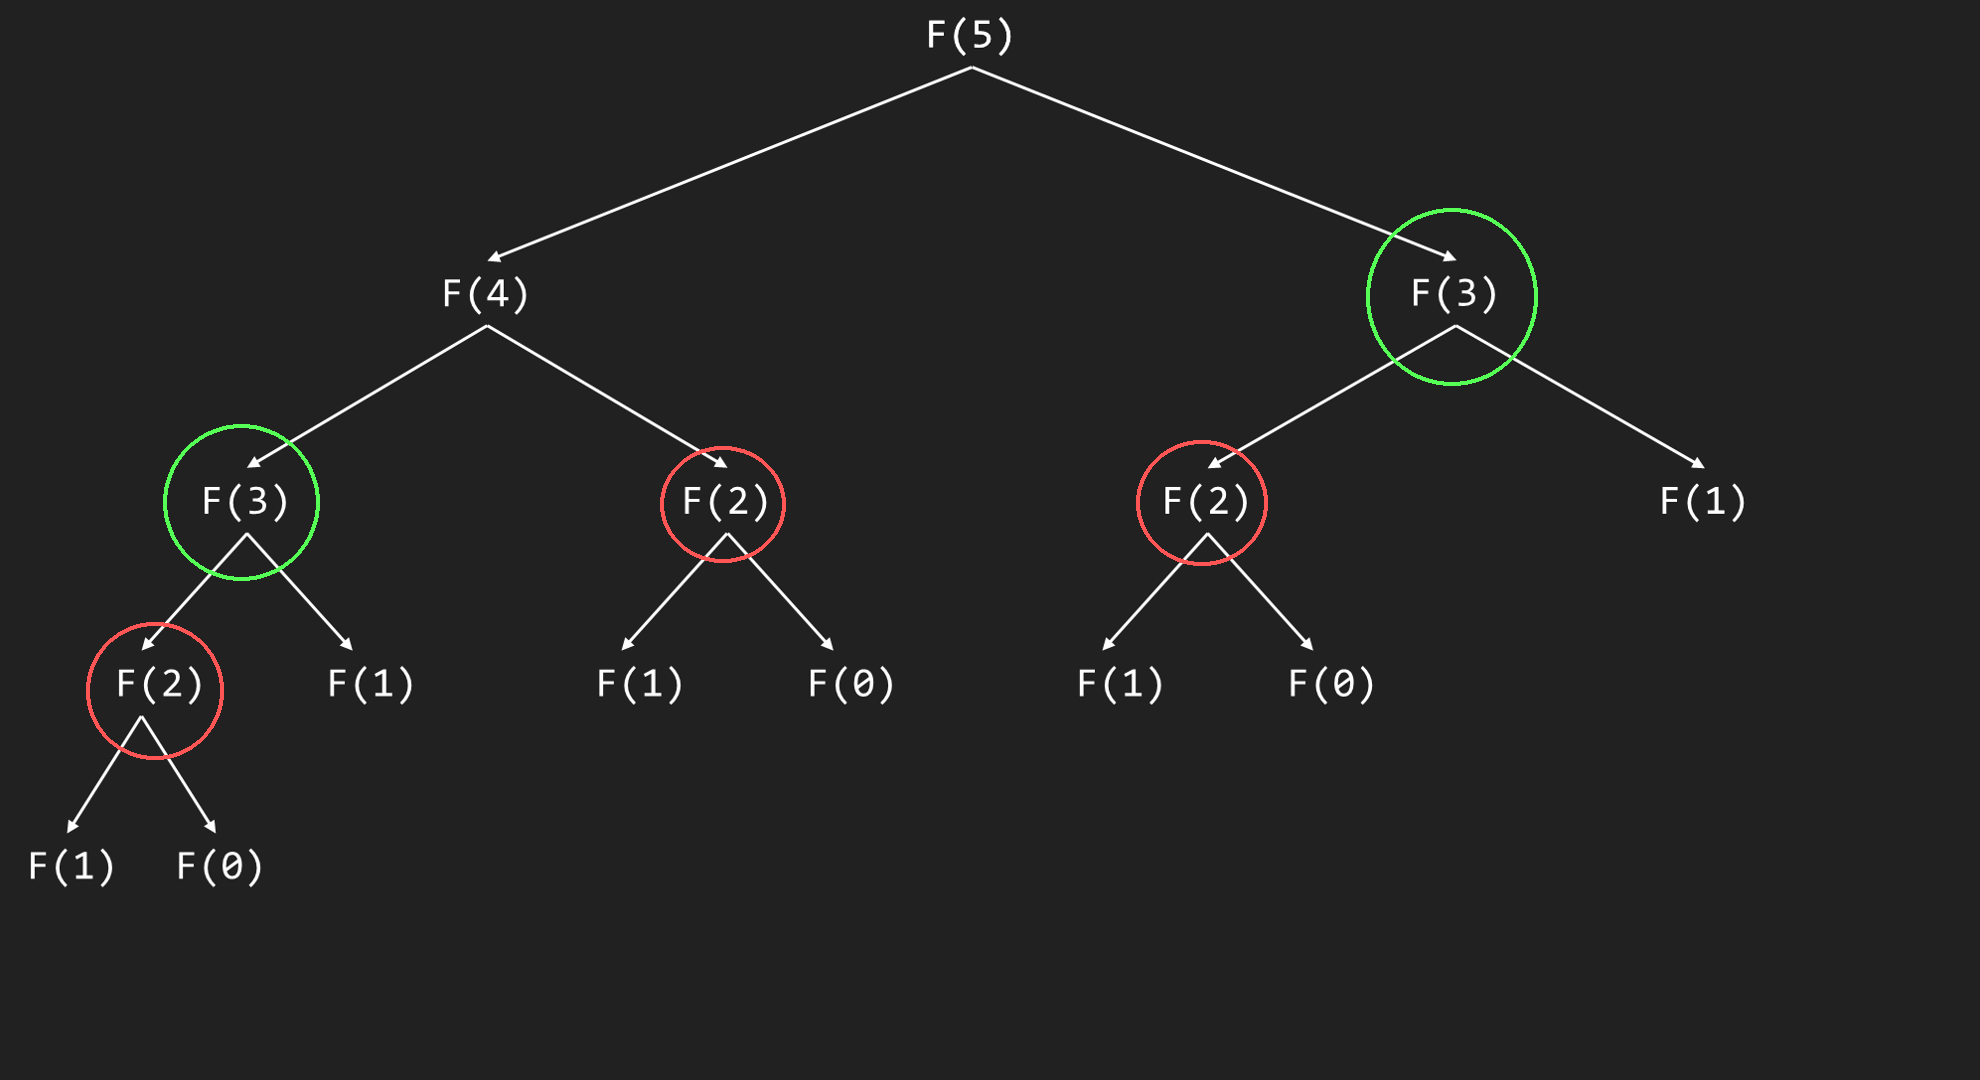 F(5)
F(4) F(3)
F(3) F(2) F(2) F(1)
F(2) F(1) F(1) F(0) F(1) F(0)
F(1) F(0)